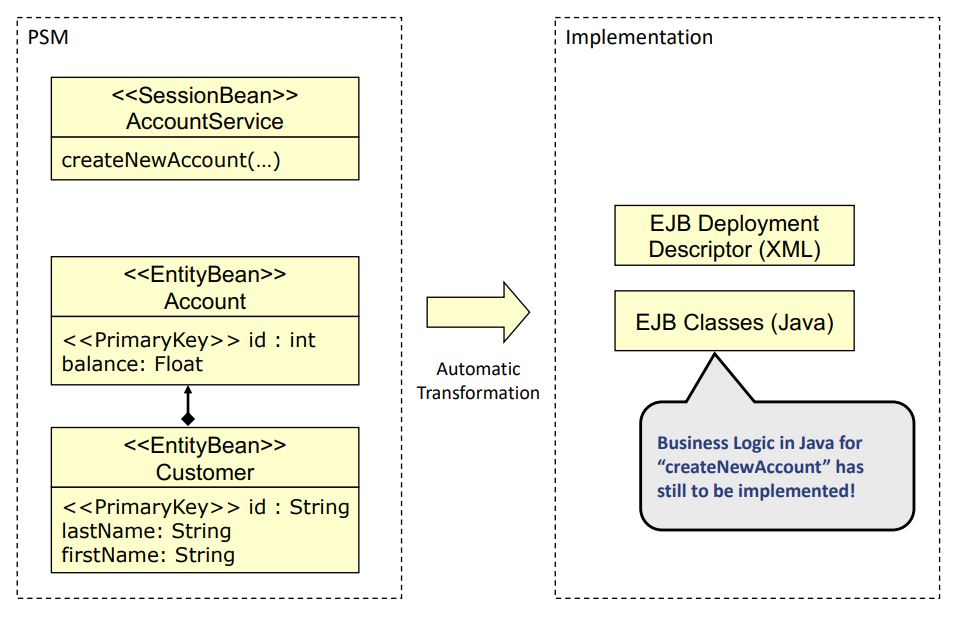 PSM
<<SessionBean>>
AccountService
createNewAccount(…)
<<EntityBean>>
Account
<<PrimaryKey>> id : int
balance: Float
<<EntityBean>>
Customer
<<PrimaryKey>> id : String
lastName: String
firstName: String
Automatic
Transformation
Implementation
EJB Deployment
Descriptor (XML)
EJB Classes (Java)
Business Logic in Java for
“createNewAccount” has
still to be implemented!